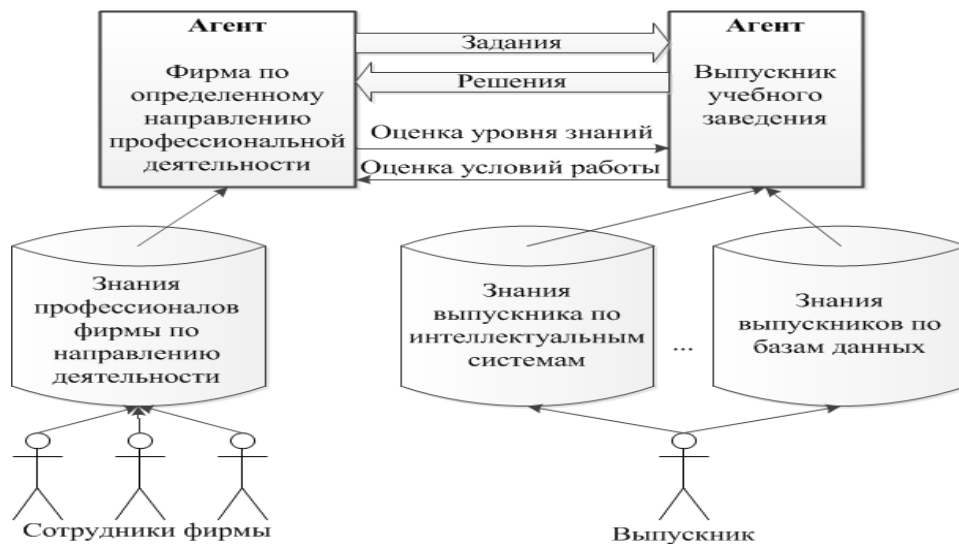 Агент
Фирма по
определенному
направлению
профессиональной
деятельности
Задания
Решения
Оценка уровня знаний
Оценка условий работы
Агент
Выпускник
учебного
заведения
Знания
профессионалов
фирмы по
направлению
деятельности
Знания
выпускника по
интеллектуальным
системам
...
Знания
выпускников по
базам данных
Сотрудники фирмы
Выпускник